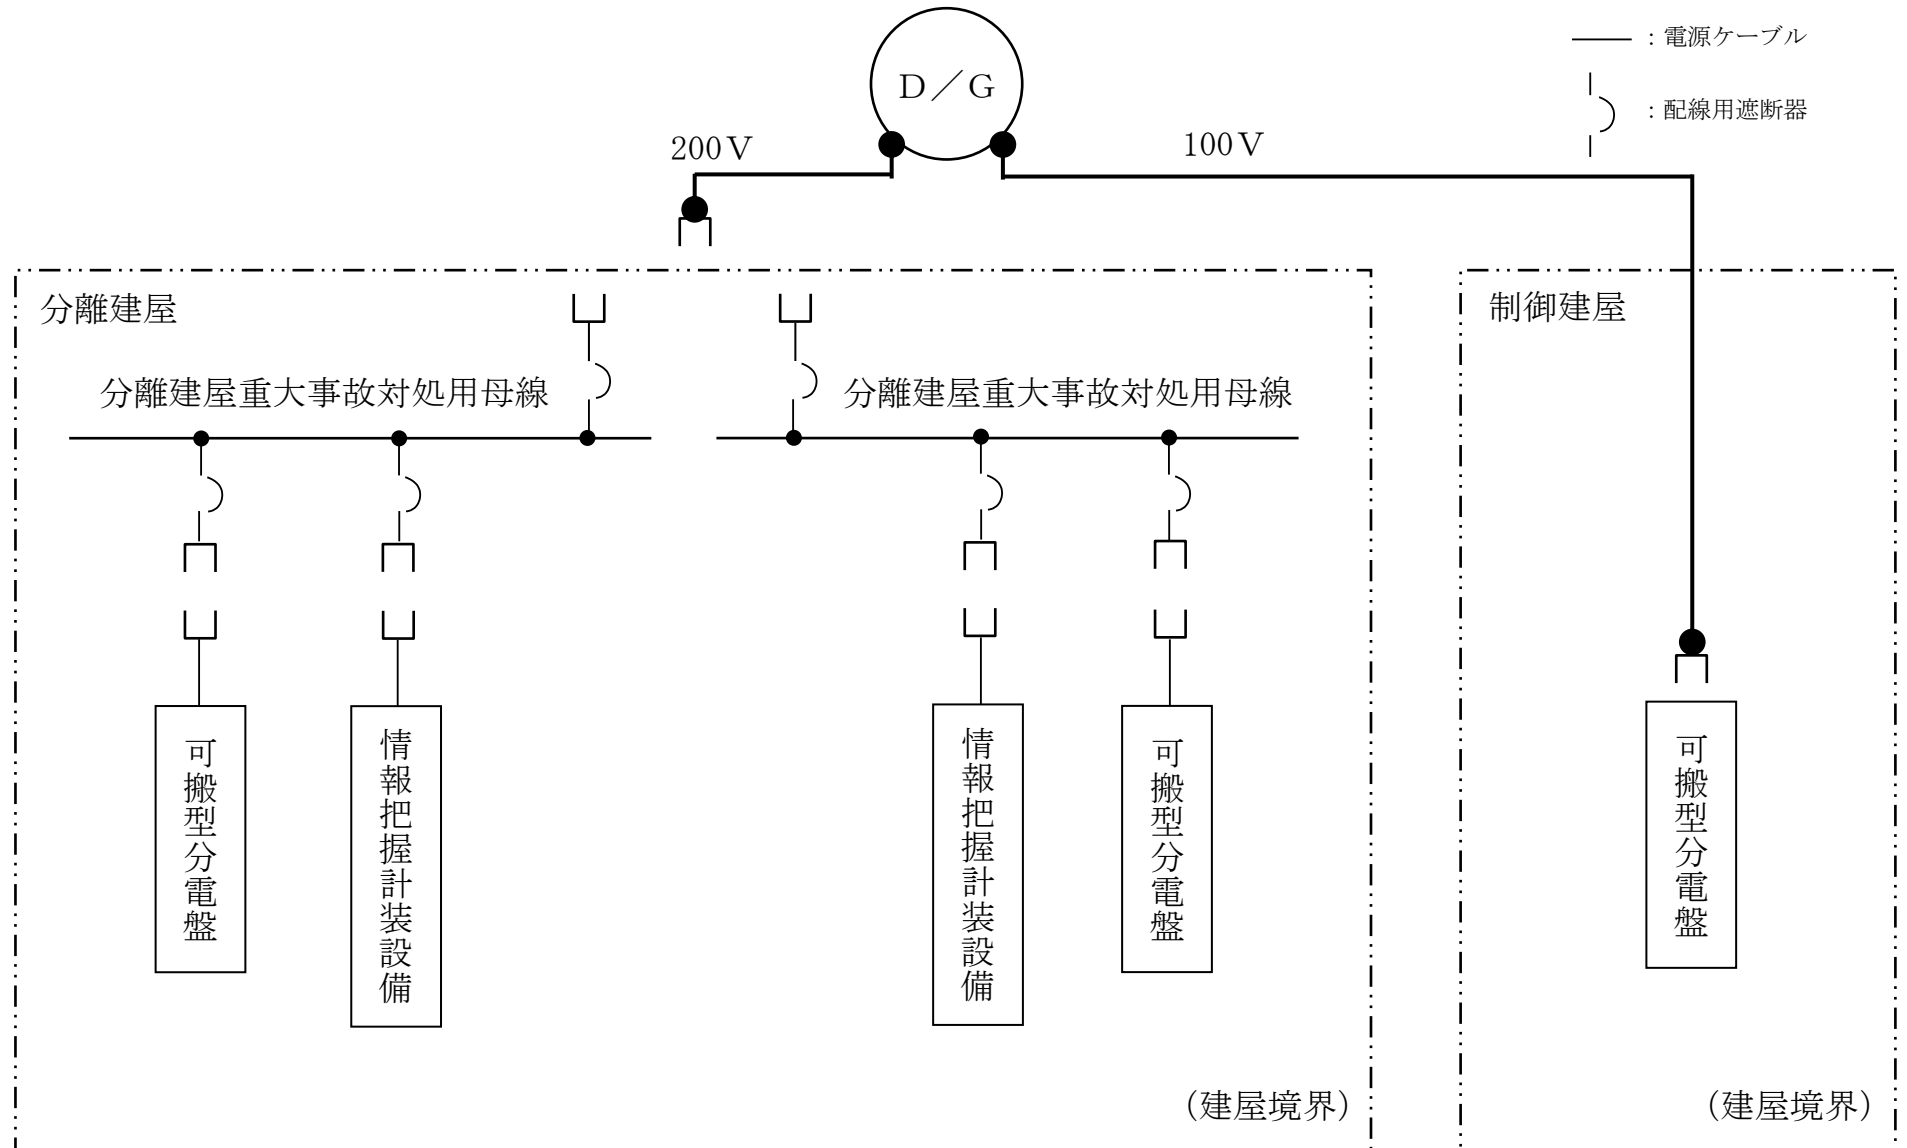 D/G
:電源ケーブル
:配線用遮断器
200V
100V
分離建屋
制御建屋
分離建屋重大事故対処用母線
分離建屋重大事故対処用母線
可搬型分電盤
情報把握計装設備
情報把握計装設備
可搬型分電盤
可搬型分電盤
(建屋境界)
(建屋境界)